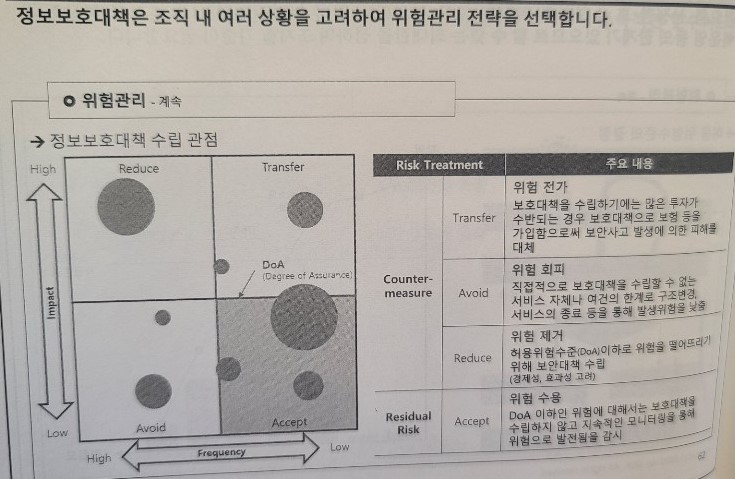 정보보호대책은 조직 내 여러 상황을 고려하여 위험관리 전략을 선택합니다.
위험관리 - 계속
→ 정보보호대책 수립 관점
High
Reduce
Transfer
DoA
(Degree of Assurance)
Impact
Avoid
Accept
Low
High
Frequency
Low
Risk Treatment
주요 내용
Counter-
measure
Transfer
위험 전가
보호대책을 수립하기에는 많은 투자가
수반되는 경우 보호대책으로 보험 등을
가입함으로써 보안사고 발생에 의한 피해를
대체
Avoid
위험 회피
직접적으로 보호대책을 수립할 수 없는
서비스 자체나 여건의 한계로 구조변경,
서비스의 종료 등을 통해 발생위험을 낮춤
Reduce
위험 제거
허용위험수준(DoA)이하로 위험을 떨어뜨리기
위해 보안대책 수립
(경제성, 효과성 고려)
Residual
Risk
Accept
위험 수용
DoA 이하인 위험에 대해서는 보호대책을
수립하지 않고 지속적인 모니터링을 통해
위험으로 발전됨을 감시
62